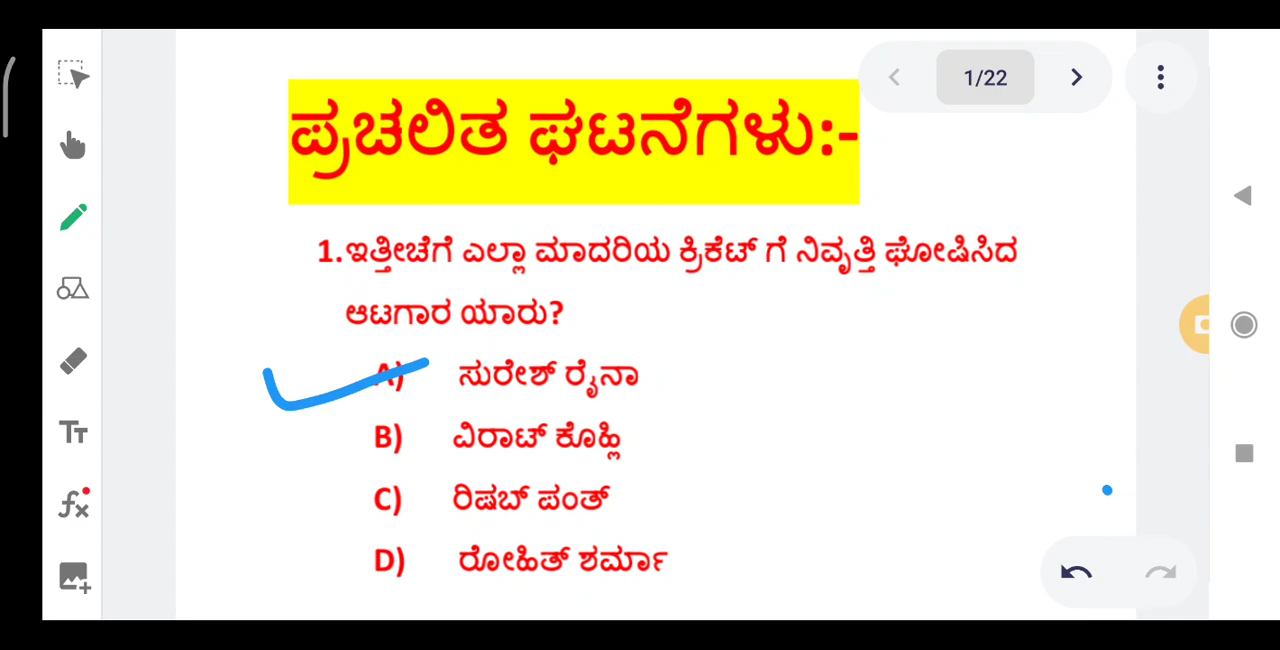 1/22
ಪ್ರಚಲಿತ ಘಟನೆಗಳು:-
1.ಇತ್ತೀಚೆಗೆ ಎಲ್ಲಾ ಮಾದರಿಯ ಕ್ರಿಕೆಟ್ ಗೆ ನಿವೃತ್ತಿ ಘೋಷಿಸಿದ
ಆಟಗಾರ ಯಾರು?
A) ಸುರೇಶ್ ರೈನಾ
B) ವಿರಾಟ್ ಕೊಹ್ಲಿ
C) ರಿಷಬ್ ಪಂತ್
D) ರೋಹಿತ್ ಶರ್ಮಾ